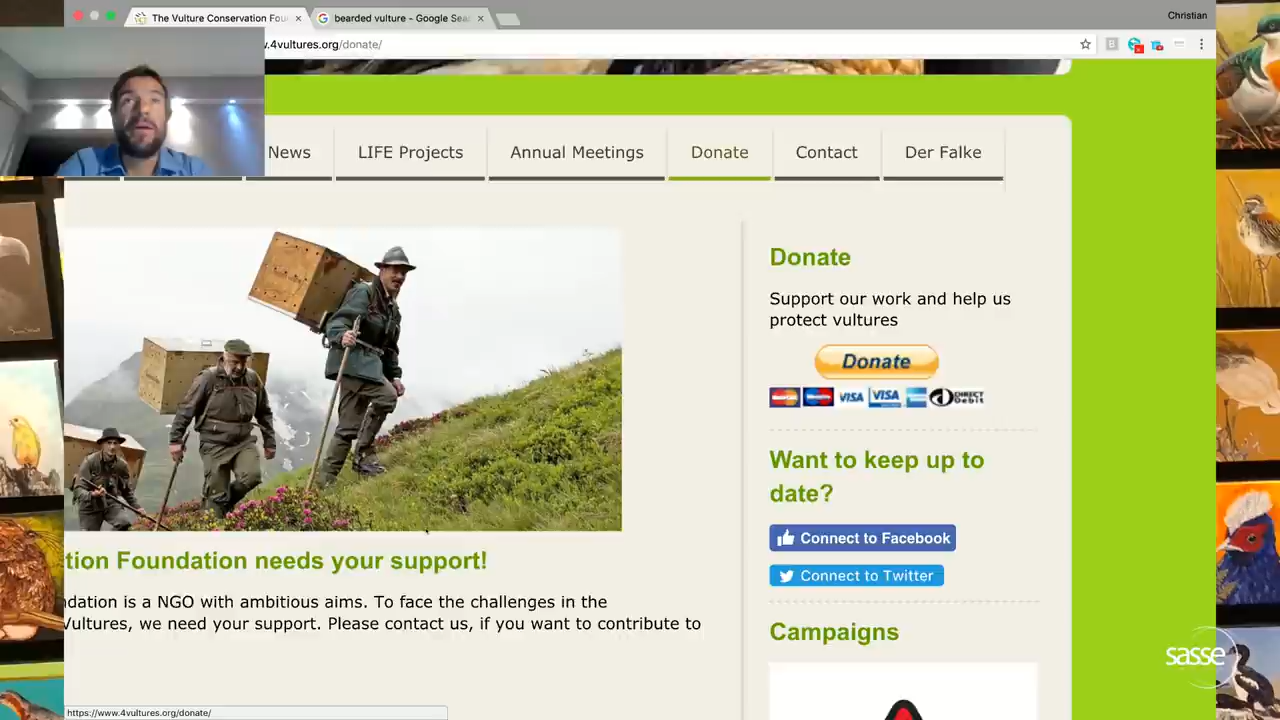 The Vulture Conservation Fou
bearded vulture - Google Sea
Christian
.4vultures.org/donate/
News
LIFE Projects
Annual Meetings
Donate
Contact
Der Falke
Donate
Support our work and help us
protect vultures
Donate
VISA
VISA
DIRECT
Debit
Want to keep up to
date?
Connect to Facebook
Connect to Twitter
tion Foundation needs your support!
ndation is a NGO with ambitious aims. To face the challenges in the
Vultures, we need your support. Please contact us, if you want to contribute to
Campaigns
sasse
https://www.4vultures.org/donate/